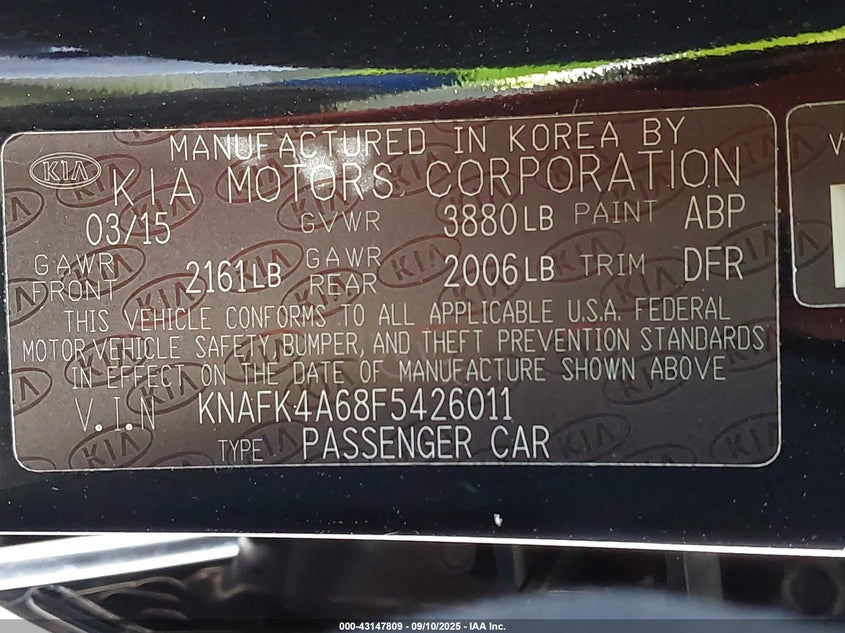 MANUFACTURED IN KOREA BY
KIA KIA MOTORS CORPORATION
03/15 GVWR 3880LB PAINT ABP
GAWR FRONT 2161LB GAWR REAR 2006LB TRIM DFR
THIS VEHICLE CONFORMS TO ALL APPLICABLE U.S.A. FEDERAL
MOTOR VEHICLE SAFETY, BUMPER, AND THEFT PREVENTION STANDARDS
IN EFFECT ON THE DATE OF MANUFACTURE SHOWN ABOVE
V.I.N KNAFK4A68F5426011
TYPE PASSENGER CAR
V
000-43147809 - 09/10/2025 - IAA Inc.